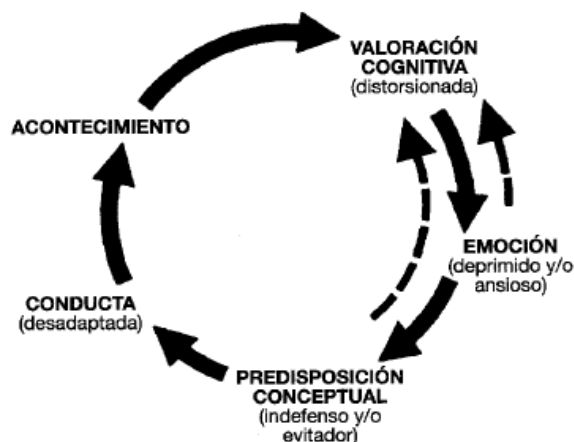 VALORACIÓN
COGNITIVA
(distorsionada)
ACONTECIMIENTO
EMOCIÓN
(deprimido y/o
ansioso)
CONDUCTA
(desadaptada)
PREDISPOSICIÓN
CONCEPTUAL
(indefenso y/o
evitador)